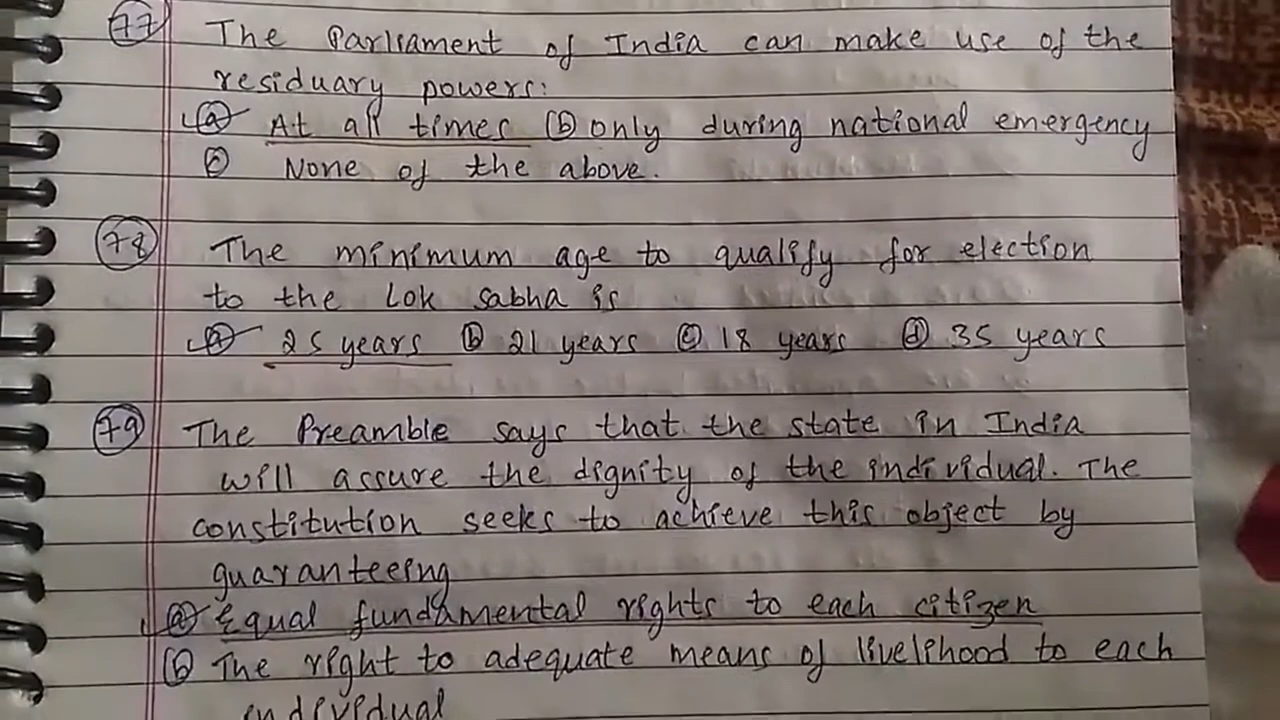 77 The Parliament of India can make use of the
residuary powers:
(a) At all times (b) only during national emergency
(c) None of the above.
78 The minimum age to qualify for election
to the Lok sabha is
(a) 25 years (b) 21 years (c) 18 years (d) 35 years
79 The Preamble says that the state in India
will assure the dignity of the individual. The
constitution seeks to achieve this object by
guaranteeing
(a) Equal fundamental rights to each citizen
(b) The right to adequate means of livelihood to each
individual